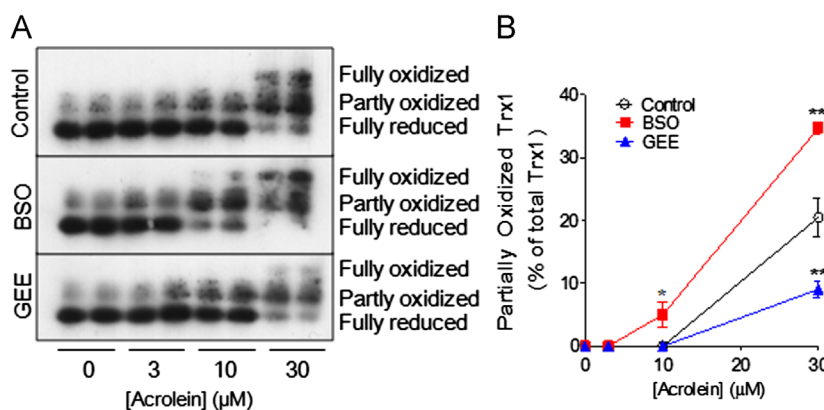 A
Control
Fully oxidized
Partly oxidized
Fully reduced
BSO
Fully oxidized
Partly oxidized
Fully reduced
GEE
Fully oxidized
Partly oxidized
Fully reduced
0 3 10 30
[Acrolein] (µM)
B
Partially Oxidized Trx1
(% of total Trx1)
40
30
20
10
0
Control
BSO
GEE
**
*
**
0 10 20 30
[Acrolein] (µM)